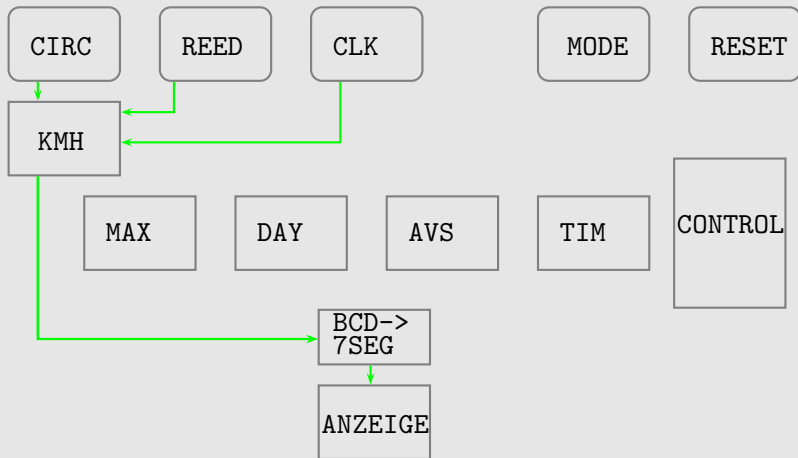 CIRC REED CLK MODE RESET
KMH
MAX DAY AVS TIM CONTROL
BCD->
7SEG
ANZEIGE